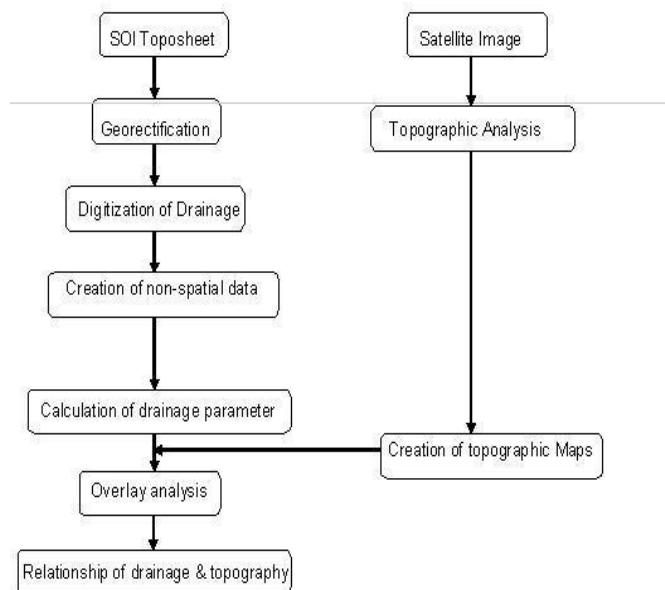 SOI Toposheet
Satellite Image
Georectification
Topographic Analysis
Digitization of Drainage
Creation of non-spatial data
Calculation of drainage parameter
Creation of topographic Maps
Overlay analysis
Relationship of drainage & topography